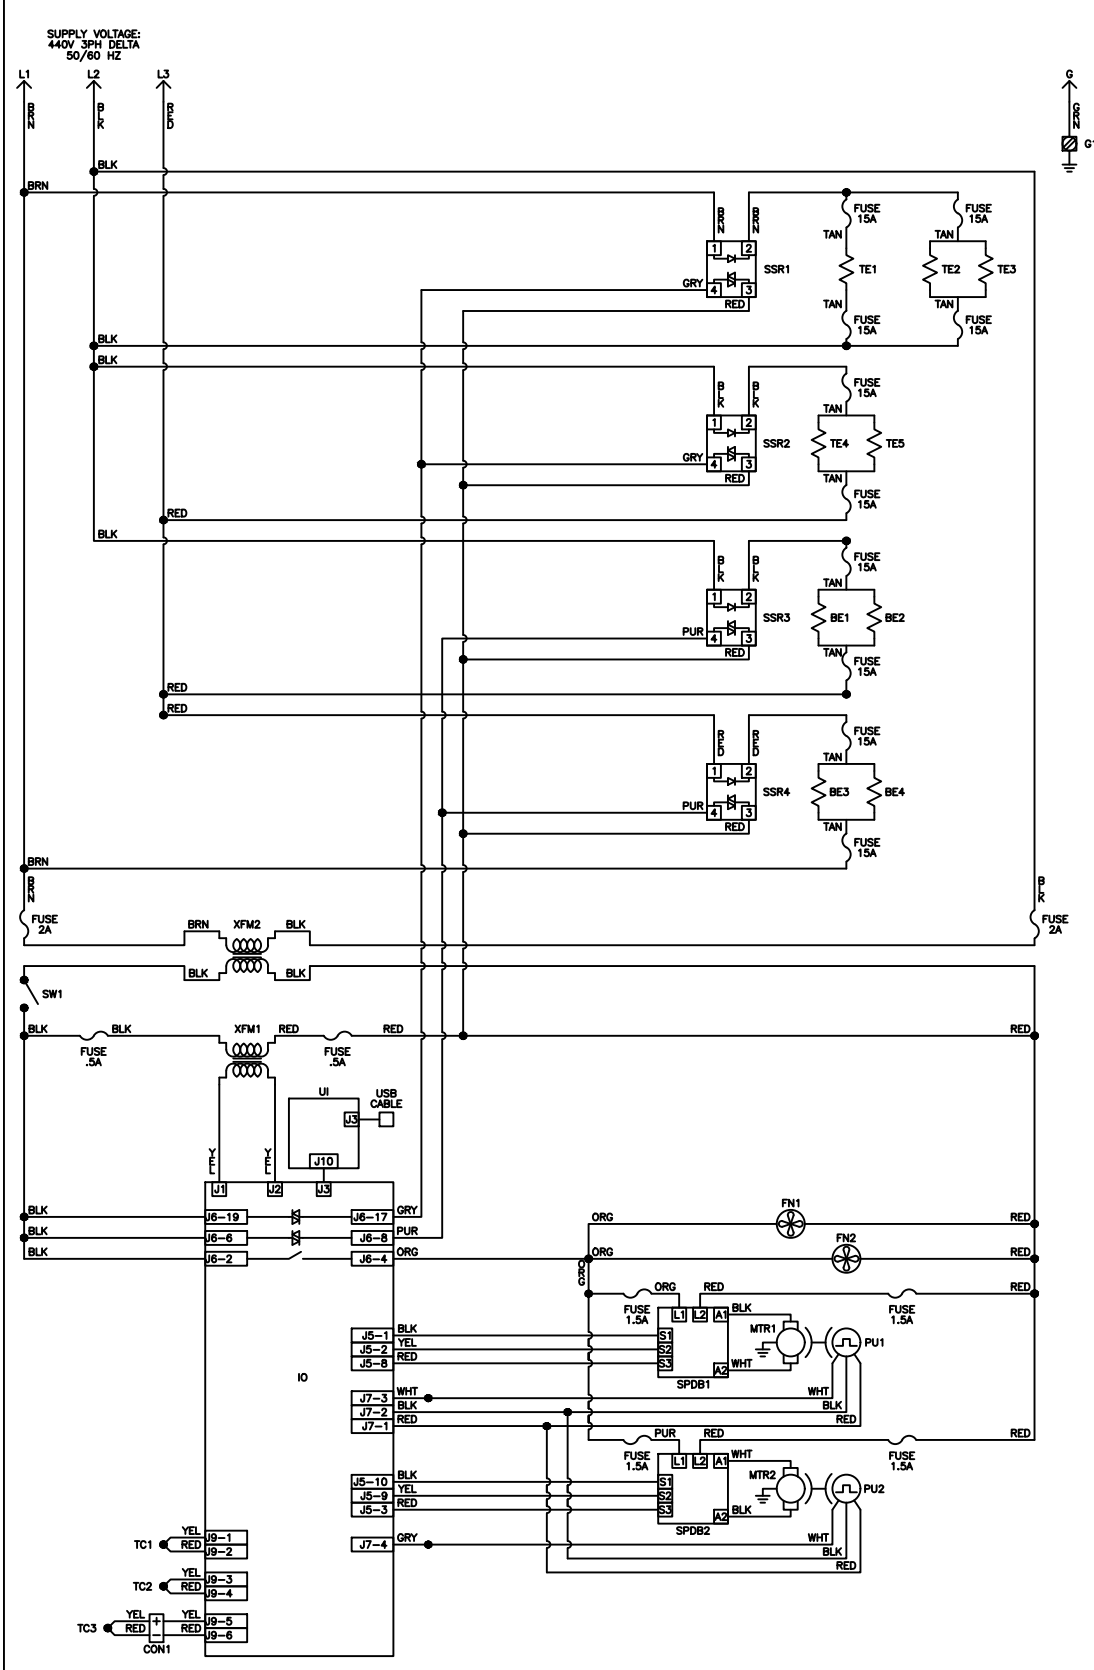 SUPPLY VOLTAGE:
440V 3PH DELTA
50/60 HZ
L1
L2
L3
G
BRN
BLK
RED
GRN
G1
BLK
BRN
BRN
BRN
FUSE
15A
FUSE
15A
TAN
TAN
1
2
SSR1
TE1
TE2
TE3
GRY
4
3
RED
TAN
TAN
FUSE
15A
FUSE
15A
BLK
BLK
BLK
BLK
FUSE
15A
TAN
1
2
SSR2
TE4
TE5
GRY
4
3
RED
TAN
FUSE
15A
RED
BLK
BLK
BLK
FUSE
15A
TAN
1
2
SSR3
BE1
BE2
PUR
4
3
RED
TAN
FUSE
15A
RED
RED
RED
RED
FUSE
15A
TAN
1
2
SSR4
BE3
BE4
PUR
4
3
RED
TAN
FUSE
15A
BRN
BRN
BLK
FUSE
2A
BRN
XFM2
BLK
FUSE
2A
BLK
BLK
SW1
BLK
BLK
XFM1
RED
RED
RED
FUSE
.5A
FUSE
.5A
UI
USB
CABLE
J3
YEL
YEL
J10
J1
J2
J3
BLK
J6-19
J6-17
GRY
ORG
FN1
RED
BLK
J6-6
J6-8
PUR
BLK
J6-2
J6-4
ORG
ORG
FN2
RED
ORG
ORG
RED
RED
FUSE
1.5A
L1
L2
A1
BLK
FUSE
1.5A
J5-1
BLK
S1
MTR1
PU1
J5-2
YEL
S2
J5-8
RED
S3
A2
WHT
SPDB1
IO
J7-3
WHT
WHT
J7-2
BLK
BLK
J7-1
RED
RED
PUR
RED
RED
FUSE
1.5A
L1
L2
A1
WHT
FUSE
1.5A
J5-10
BLK
S1
MTR2
PU2
J5-9
YEL
S2
J5-3
RED
S3
A2
BLK
SPDB2
TC1
YEL
J9-1
RED
J9-2
J7-4
GRY
WHT
BLK
RED
TC2
YEL
J9-3
RED
J9-4
TC3
YEL
+
YEL
J9-5
RED
−
RED
J9-6
CON1